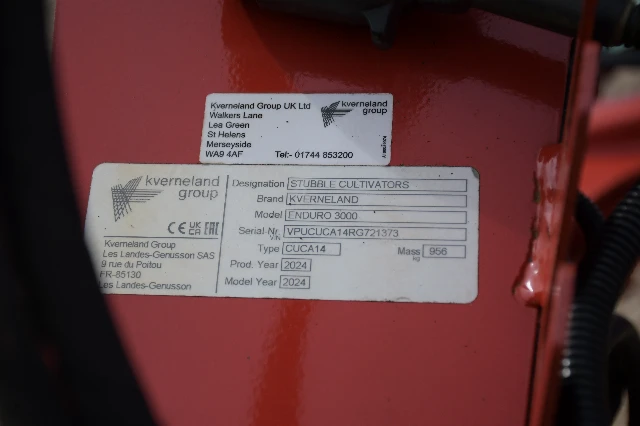 Kverneland Group UK Ltd
Walkers Lane
Lea Green
St Helens
Merseyside
WA9 4AF
Tel:- 01744 853200
kverneland
group
kverneland
group
CE UK CA EAC
Kverneland Group
Les Landes-Genusson SAS
9 rue du Poitou
FR-85130
Les Landes-Genusson
Designation STUBBLE CULTIVATORS
Brand KVERNELAND
Model ENDURO 3000
Serial-Nr. VPUCUCA14RG721373
VIN
Type CUCA14 Mass 956
kg
Prod. Year 2024
Model Year 2024